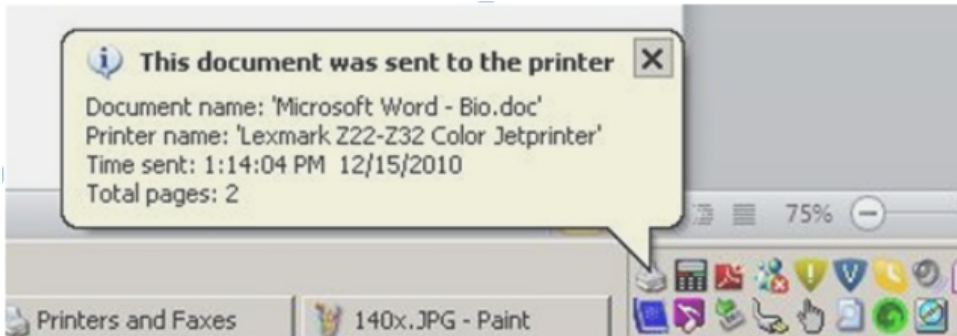 This document was sent to the printer
Document name: 'Microsoft Word - Bio.doc'
Printer name: 'Lexmark Z22-Z32 Color Jetprinter'
Time sent: 1:14:04 PM 12/15/2010
Total pages: 2
75%
Printers and Faxes
140x.JPG - Paint